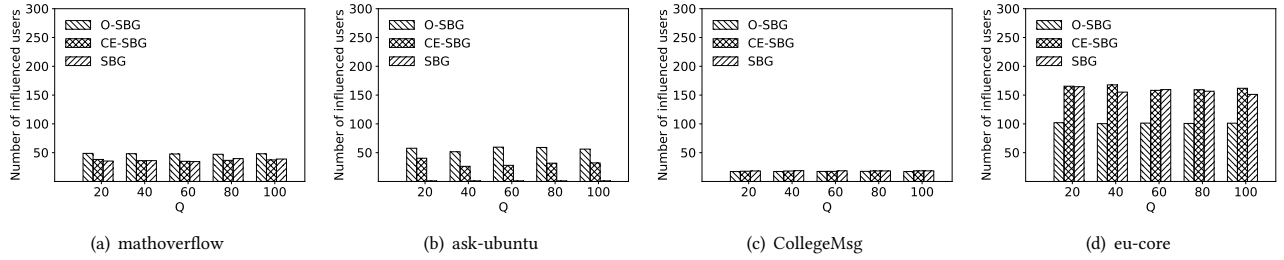 Number of influenced users
300
250
200
150
100
50
O-SBG
CE-SBG
SBG
20 40 60 80 100
Q
(a) mathoverflow
Number of influenced users
300
250
200
150
100
50
O-SBG
CE-SBG
SBG
20 40 60 80 100
Q
(b) ask-ubuntu
Number of influenced users
300
250
200
150
100
50
O-SBG
CE-SBG
SBG
20 40 60 80 100
Q
(c) CollegeMsg
Number of influenced users
300
250
200
150
100
50
O-SBG
CE-SBG
SBG
20 40 60 80 100
Q
(d) eu-core